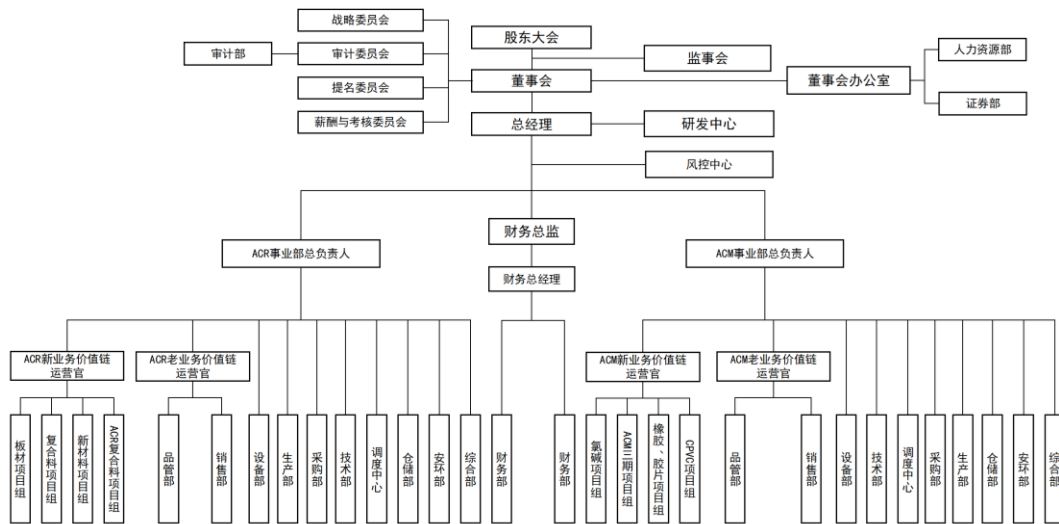 战略委员会
股东大会
审计部
审计委员会
监事会
人力资源部
提名委员会
董事会
董事会办公室
薪酬与考核委员会
总经理
研发中心
证券部
风控中心
财务总监
ACR事业部总负责人
ACM事业部总负责人
财务总经理
ACR新业务价值链
运营官
ACR老业务价值链
运营官
ACM新业务价值链
运营官
ACM老业务价值链
运营官
板材项目组
复合料项目组
新材料项目组
ACR复合料项目组
品管部
销售部
设备部
生产部
采购部
技术部
调度中心
仓储部
安环部
综合部
财务部
财务部
氯碱项目组
ACM三期项目组
橡胶、胶片项目组
CPVC项目组
品管部
销售部
设备部
技术部
调度中心
采购部
生产部
仓储部
安环部
综合部